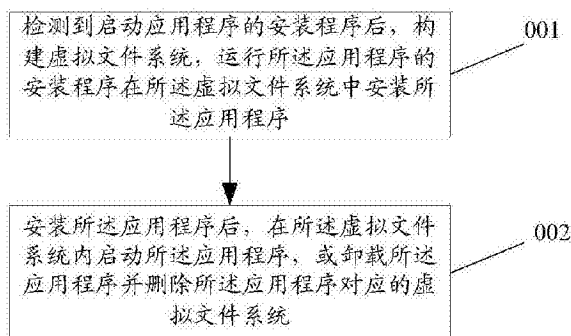 检测到启动应用程序的安装程序后，构
建虚拟文件系统，运行所述应用程序的
安装程序在所述虚拟文件系统中安装所
述应用程序
001
安装所述应用程序后，在所述虚拟文件
系统内启动所述应用程序，或卸载所述
应用程序并删除所述应用程序对应的虚
拟文件系统
002